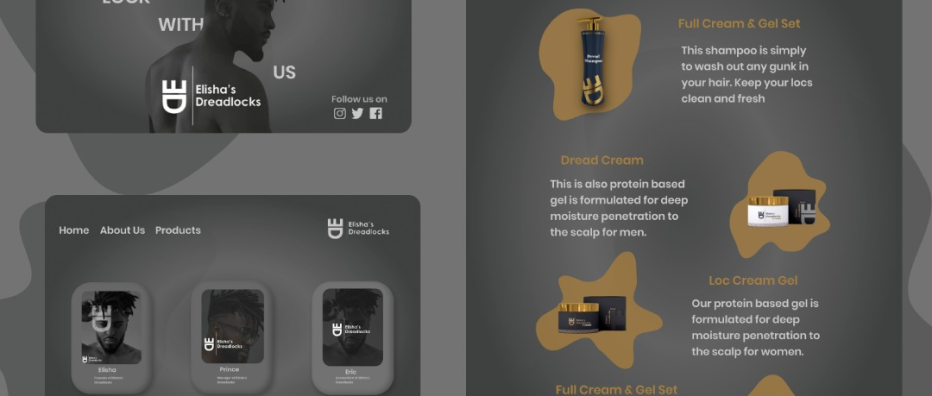 LOOK
WITH
US
Elisha's
Dreadlocks
Follow us on
Home About Us Products
Elisha's
Dreadlocks
Elisha's
Dreadlocks
Elisha's
Dreadlocks
Elisha
Prince
Eric
Full Cream & Gel Set
This shampoo is simply
to wash out any gunk in
your hair. Keep your locs
clean and fresh
Dread Cream
This is also protein based
gel is formulated for deep
moisture penetration to
the scalp for men.
Loc Cream Gel
Our protein based gel is
formulated for deep
moisture penetration to
the scalp for women.
Full Cream & Gel Set